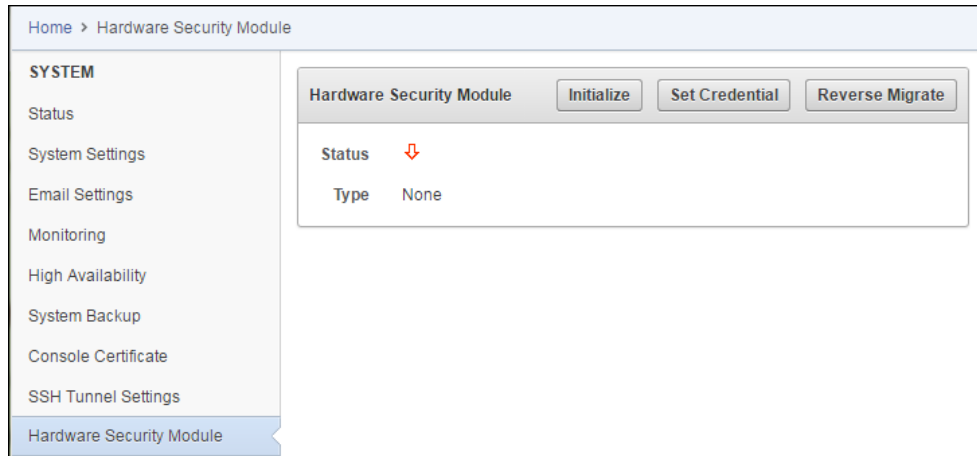 Home > Hardware Security Module
SYSTEM
Status
System Settings
Email Settings
Monitoring
High Availability
System Backup
Console Certificate
SSH Tunnel Settings
Hardware Security Module
Hardware Security Module Initialize Set Credential Reverse Migrate
Status
Type None